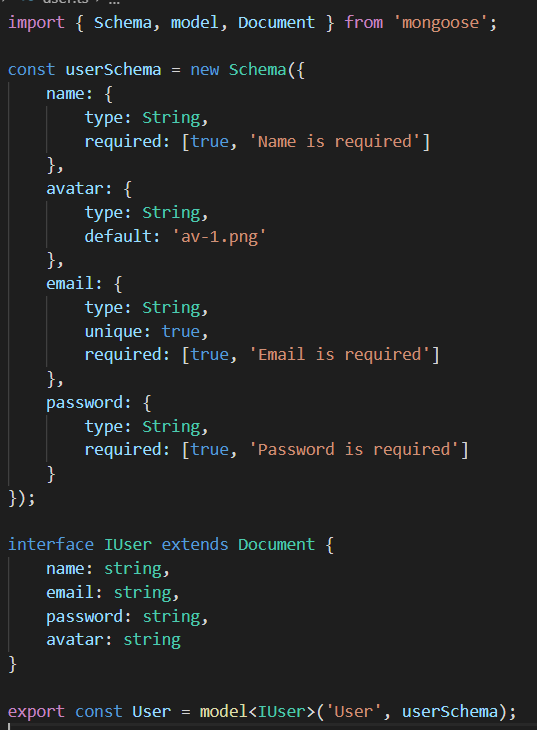 import { Schema, model, Document } from 'mongoose';
const userSchema = new Schema({
    name: {
        type: String,
        required: [true, 'Name is required']
    },
    avatar: {
        type: String,
        default: 'av-1.png'
    },
    email: {
        type: String,
        unique: true,
        required: [true, 'Email is required']
    },
    password: {
        type: String,
        required: [true, 'Password is required']
    }
});
interface IUser extends Document {
    name: string,
    email: string,
    password: string,
    avatar: string
}
export const User = model<IUser>('User', userSchema);